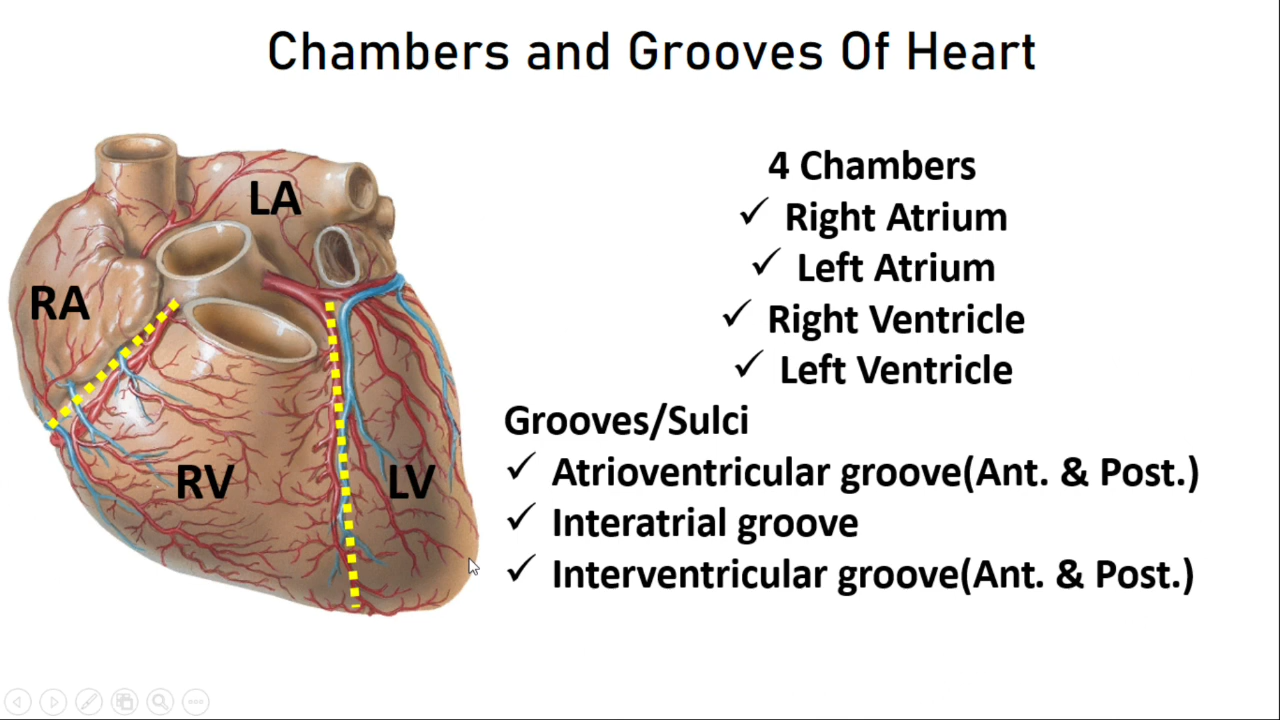 Chambers and Grooves Of Heart
LA
RA
RV
LV
4 Chambers
✓ Right Atrium
✓ Left Atrium
✓ Right Ventricle
✓ Left Ventricle
Grooves/Sulci
✓ Atrioventricular groove(Ant. & Post.)
✓ Interatrial groove
✓ Interventricular groove(Ant. & Post.)